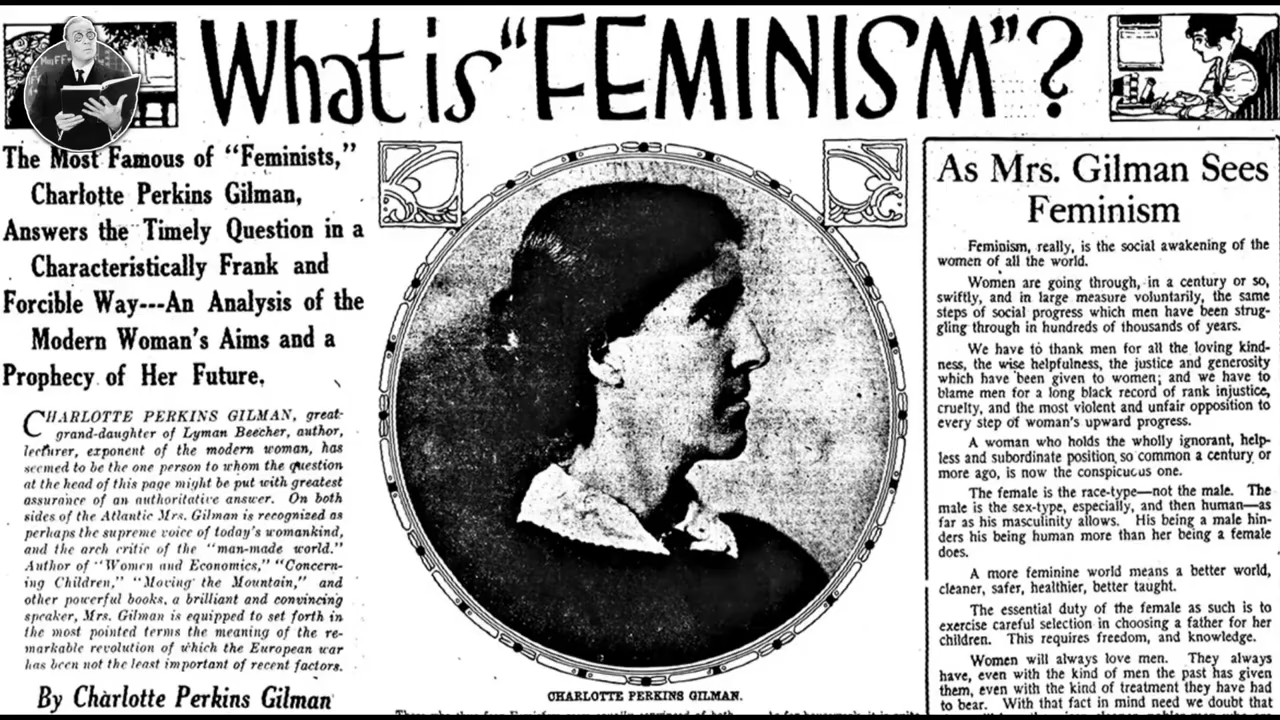 What is "FEMINISM"?
The Most Famous of "Feminists,"
Charlotte Perkins Gilman,
Answers the Timely Question in a
Characteristically Frank and
Forcible Way---An Analysis of the
Modern Woman's Aims and a
Prophecy of Her Future.
CHARLOTTE PERKINS GILMAN, great-
grand-daughter of Lyman Beecher, author,
lecturer, exponent of the modern woman, has
seemed to be the one person to whom the question
at the head of this page might be put with greatest
assurance of an authoritative answer. On both
sides of the Atlantic Mrs. Gilman is recognized as
perhaps the supreme voice of today's womankind,
and the arch critic of the "man-made world."
Author of "Women and Economics," "Concern-
ing Children," "Moving the Mountain," and
other powerful books, a brilliant and convincing
speaker, Mrs. Gilman is equipped to set forth in
the most pointed terms the meaning of the re-
markable revolution of which the European war
has been not the least important of recent factors.
By Charlotte Perkins Gilman
CHARLOTTE PERKINS GILMAN.
As Mrs. Gilman Sees
Feminism
Feminism, really, is the social awakening of the
women of all the world.
Women are going through, in a century or so,
swiftly, and in large measure voluntarily, the same
steps of social progress which men have been strug-
gling through in hundreds of thousands of years.
We have to thank men for all the loving kind-
ness, the wise helpfulness, the justice and generosity
which have been given to women; and we have to
blame men for a long black record of rank injustice,
cruelty, and the most violent and unfair opposition to
every step of woman's upward progress.
A woman who holds the wholly ignorant, help-
less and subordinate position, so common a century or
more ago, is now the conspicuous one.
The female is the race-type—not the male. The
male is the sex-type, especially, and then human—as
far as his masculinity allows. His being a male hin-
ders his being human more than her being a female
does.
A more feminine world means a better world,
cleaner, safer, healthier, better taught.
The essential duty of the female as such is to
exercise careful selection in choosing a father for her
children. This requires freedom, and knowledge.
Women will always love men. They always
have, even with the kind of men the past has given
them, even with the kind of treatment they have had
to bear. With that fact in mind need we doubt that